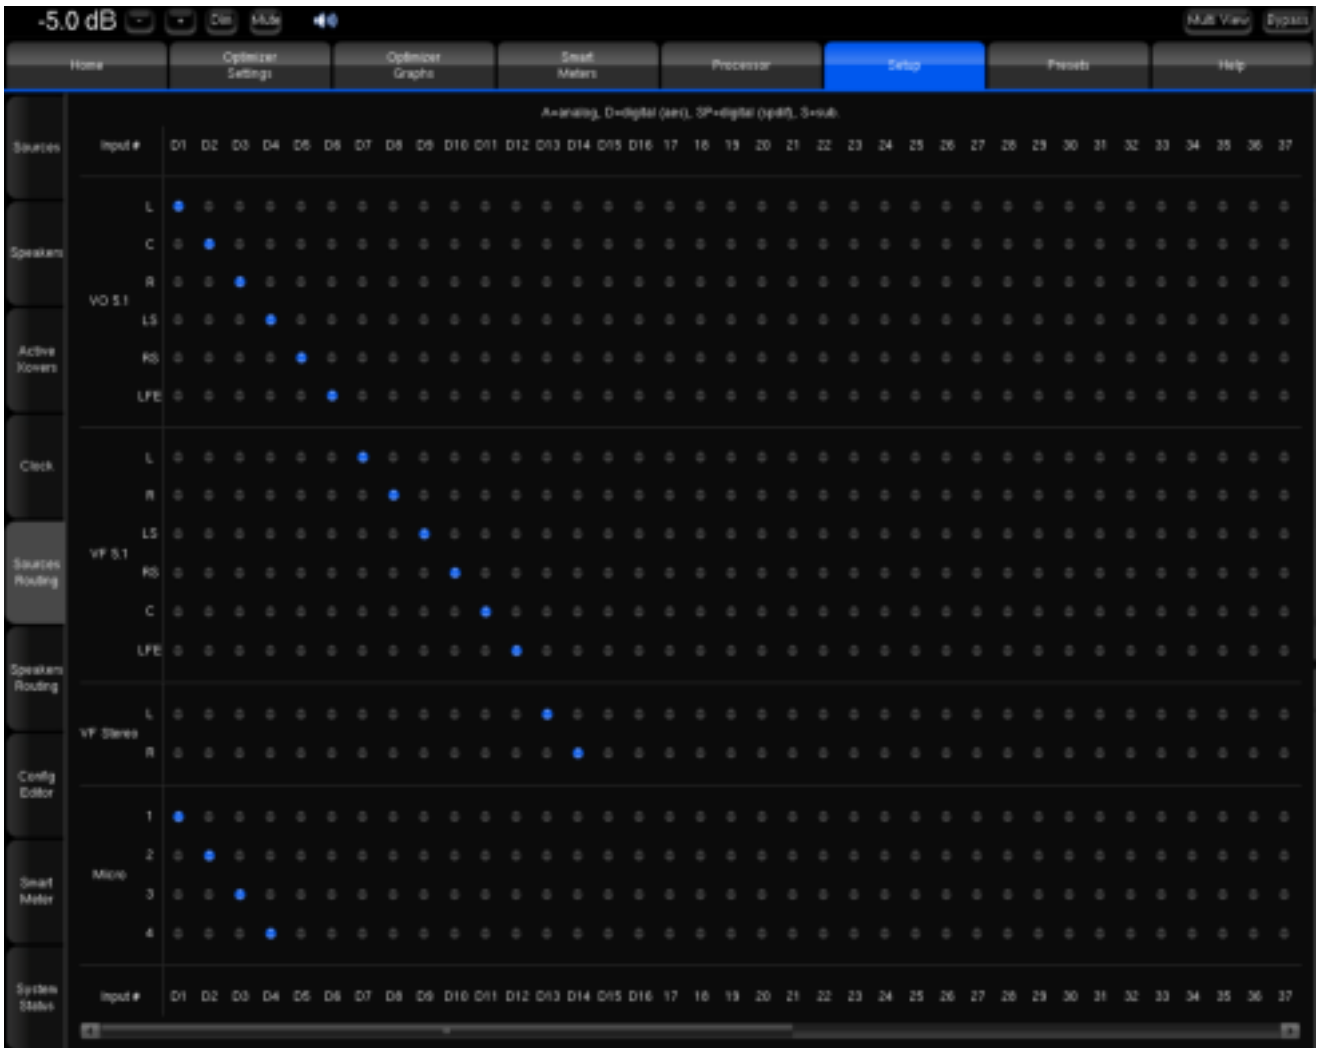 -5.0 dB - + Dim Mute Multi View Bypass
Home Optimizer Settings Optimizer Graphs Smart Meters Processor Setup Presets Help
A=analog, D=digital (aes), SP=digital (spdif), S=sub.
Input # D1 D2 D3 D4 D5 D6 D7 D8 D9 D10 D11 D12 D13 D14 D15 D16 17 18 19 20 21 22 23 24 25 26 27 28 29 30 31 32 33 34 35 36 37
Sources
Speakers
Active
Xovers
Clock
Sources
Routing
Speakers
Routing
Config
Editor
Smart
Meter
System
Status
VO 5.1
L
C
R
LS
RS
LFE
VF 5.1
L
R
LS
RS
C
LFE
VF Stereo
L
R
Micro
1
2
3
4
Input # D1 D2 D3 D4 D5 D6 D7 D8 D9 D10 D11 D12 D13 D14 D15 D16 17 18 19 20 21 22 23 24 25 26 27 28 29 30 31 32 33 34 35 36 37